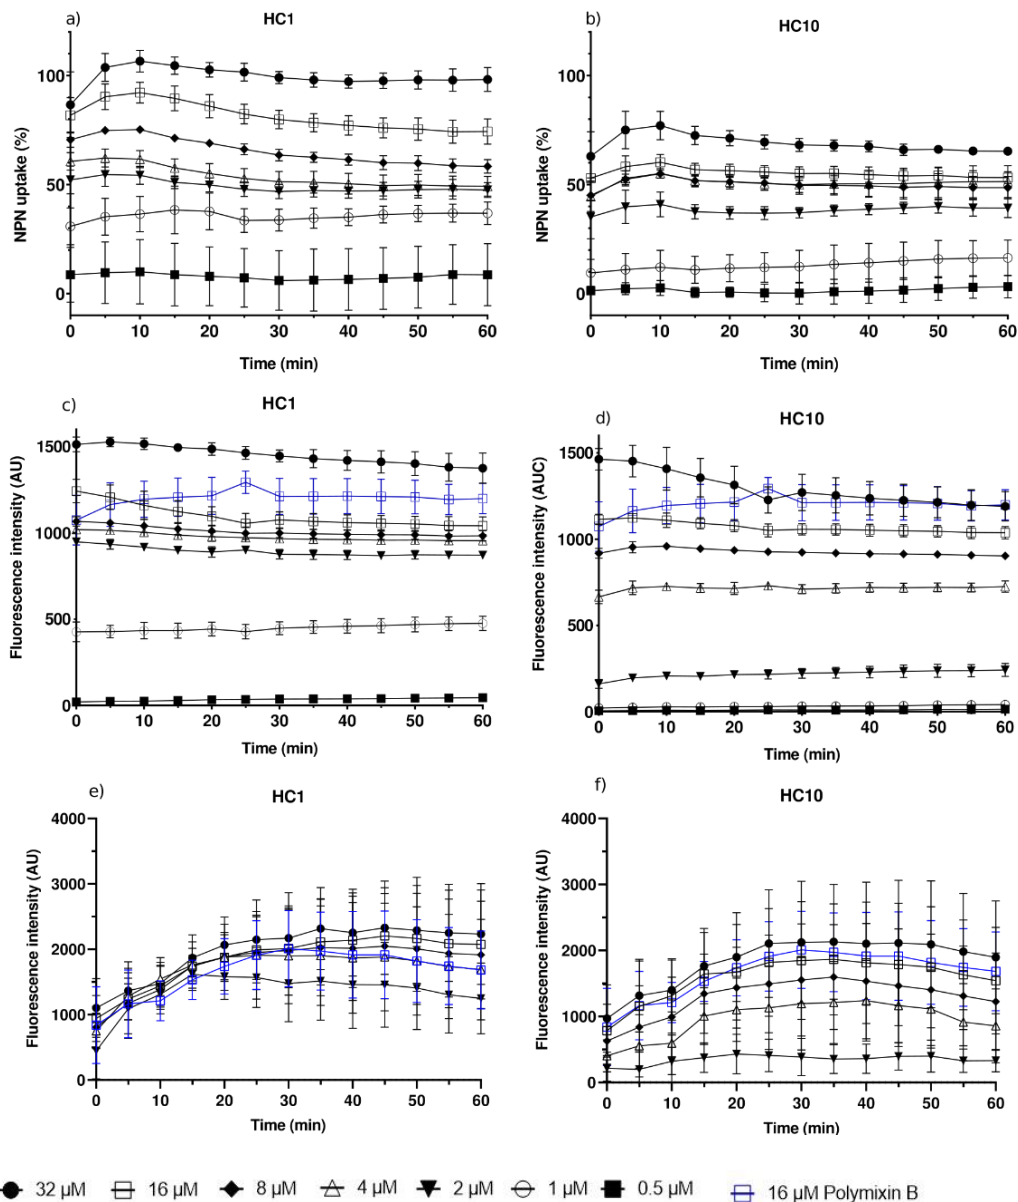 a)
HC1
NPN uptake (%)
100
50
0
0 10 20 30 40 50 60
Time (min)
b)
HC10
NPN uptake (%)
100
50
0
0 10 20 30 40 50 60
Time (min)
c)
HC1
Fluorescence intensity (AU)
1500
1000
500
0
0 10 20 30 40 50 60
Time (min)
d)
HC10
Fluorescence intensity (AUC)
1500
1000
500
0
0 10 20 30 40 50 60
Time (min)
e)
HC1
Fluorescence intensity (AU)
4000
3000
2000
1000
0
0 10 20 30 40 50 60
Time (min)
f)
HC10
Fluorescence intensity (AU)
4000
3000
2000
1000
0
0 10 20 30 40 50 60
Time (min)
32 µM 16 µM 8 µM 4 µM 2 µM 1 µM 0.5 µM 16 µM Polymixin B